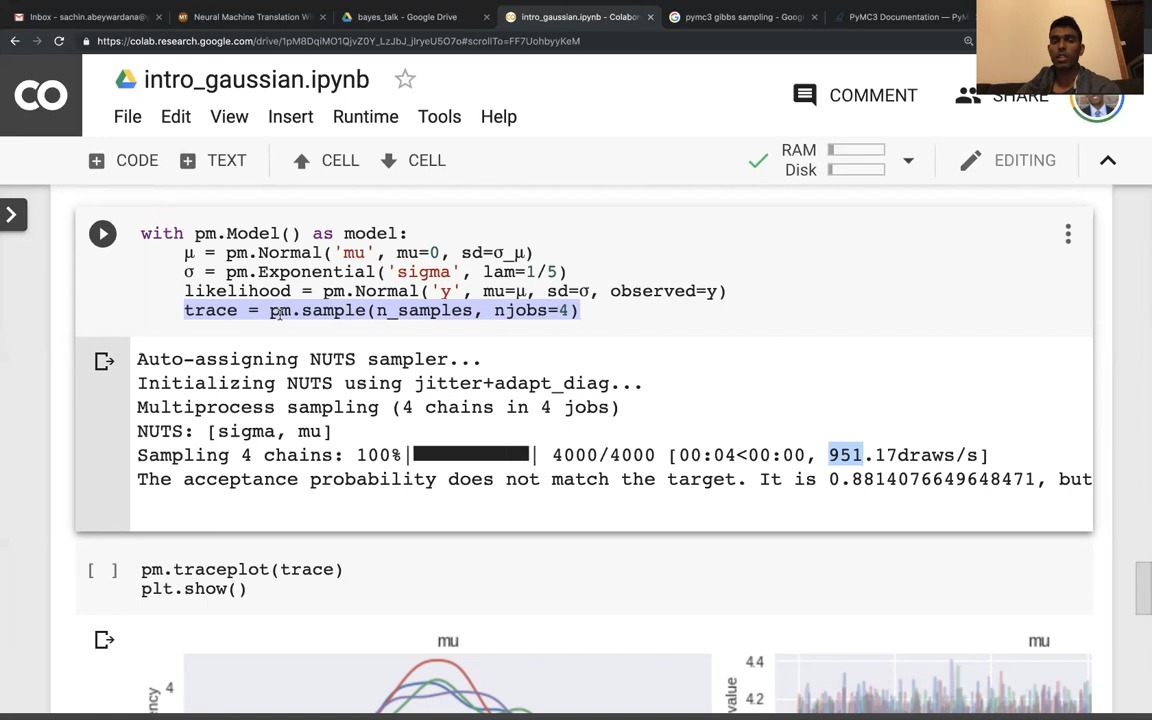 Inbox - sachin.abeywardana@g
Neural Machine Translation Wi
bayes_talk - Google Drive
intro_gaussian.ipynb - Colabor
pymc3 gibbs sampling - Goog
PyMC3 Documentation — PyM
https://colab.research.google.com/drive/1pM8DqiMO1QjvZ0Y_LzJbJ_jIryeU5O7o#scrollTo=FF7UohbyyKeM
CO
intro_gaussian.ipynb
COMMENT
SHARE
File Edit View Insert Runtime Tools Help
CODE TEXT CELL CELL
RAM
Disk
EDITING
with pm.Model() as model:
μ = pm.Normal('mu', mu=0, sd=σ_μ)
σ = pm.Exponential('sigma', lam=1/5)
likelihood = pm.Normal('y', mu=μ, sd=σ, observed=y)
trace = pm.sample(n_samples, njobs=4)
Auto-assigning NUTS sampler...
Initializing NUTS using jitter+adapt_diag...
Multiprocess sampling (4 chains in 4 jobs)
NUTS: [sigma, mu]
Sampling 4 chains: 100%|██████████| 4000/4000 [00:04<00:00, 951.17draws/s]
The acceptance probability does not match the target. It is 0.8814076649648471, but
[ ] pm.traceplot(trace)
plt.show()
mu
mu
4
4.4
4.2
value